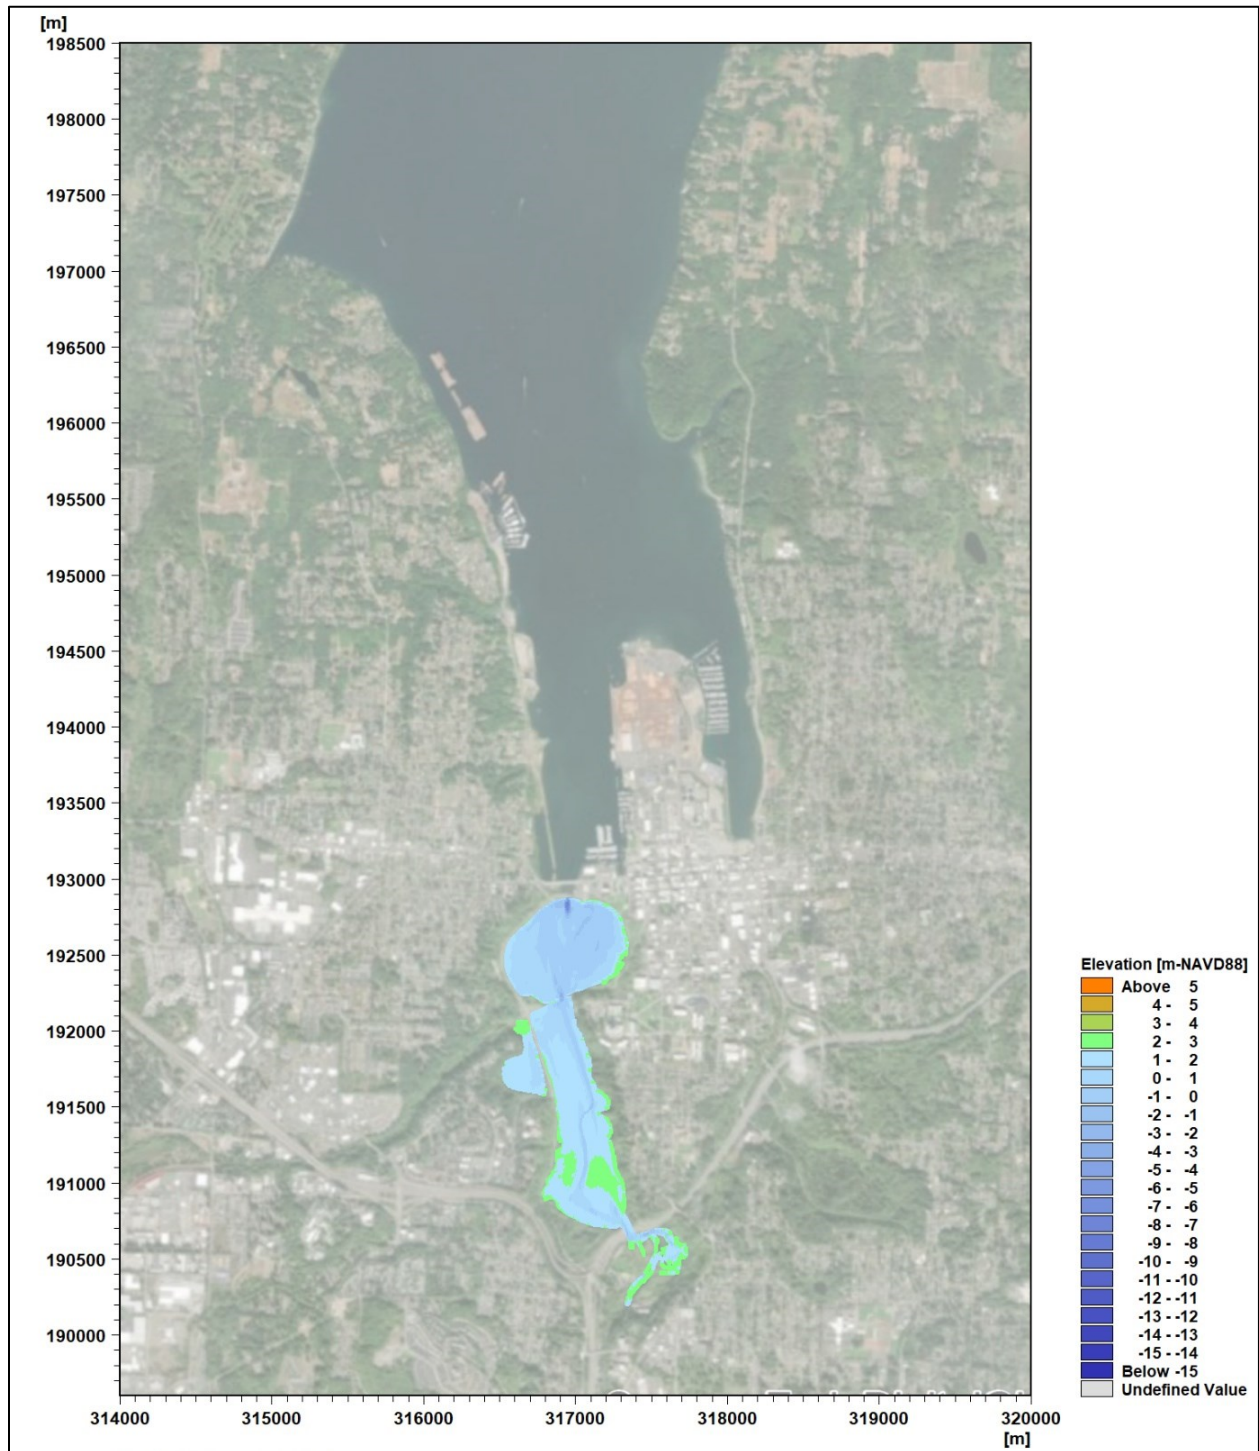 [m]
198500
198000
197500
197000
196500
196000
195500
195000
194500
194000
193500
193000
192500
192000
191500
191000
190500
190000
314000 315000 316000 317000 318000 319000 320000
[m]
Elevation [m-NAVD88]
Above 5
4 - 5
3 - 4
2 - 3
1 - 2
0 - 1
-1 - 0
-2 - -1
-3 - -2
-4 - -3
-5 - -4
-6 - -5
-7 - -6
-8 - -7
-9 - -8
-10 - -9
-11 - -10
-12 - -11
-13 - -12
-14 - -13
-15 - -14
Below -15
Undefined Value